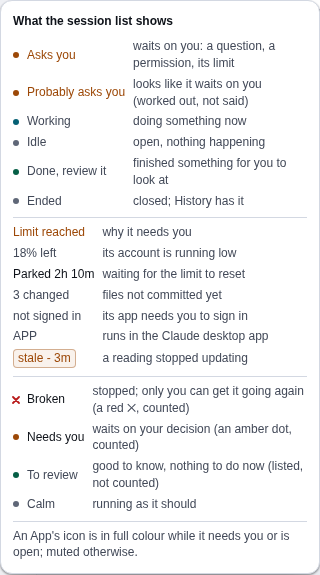 What the session list shows
Asks you
waits on you: a question, a
permission, its limit
Probably asks you
looks like it waits on you
(worked out, not said)
Working
doing something now
Idle
open, nothing happening
Done, review it
finished something for you to
look at
Ended
closed; History has it
Limit reached
why it needs you
18% left
its account is running low
Parked 2h 10m
waiting for the limit to reset
3 changed
files not committed yet
not signed in
its app needs you to sign in
APP
runs in the Claude desktop app
stale - 3m
a reading stopped updating
Broken
stopped; only you can get it going again
(a red ✕, counted)
Needs you
waits on your decision (an amber dot,
counted)
To review
good to know, nothing to do now (listed,
not counted)
Calm
running as it should
An App's icon is in full colour while it needs you or is
open; muted otherwise.